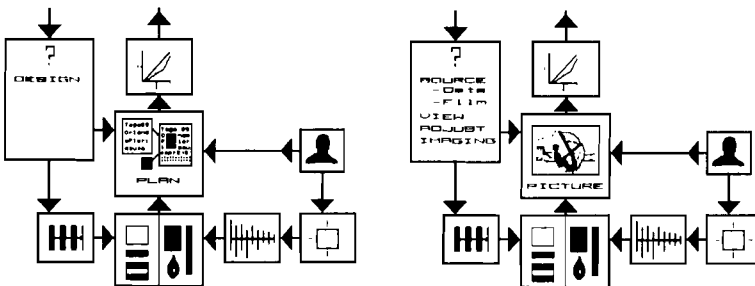 ?
DESIGN
PLAN
?
SOURCE
-Data
-Film
VIEW
ADJUST
IMAGING
PICTURE